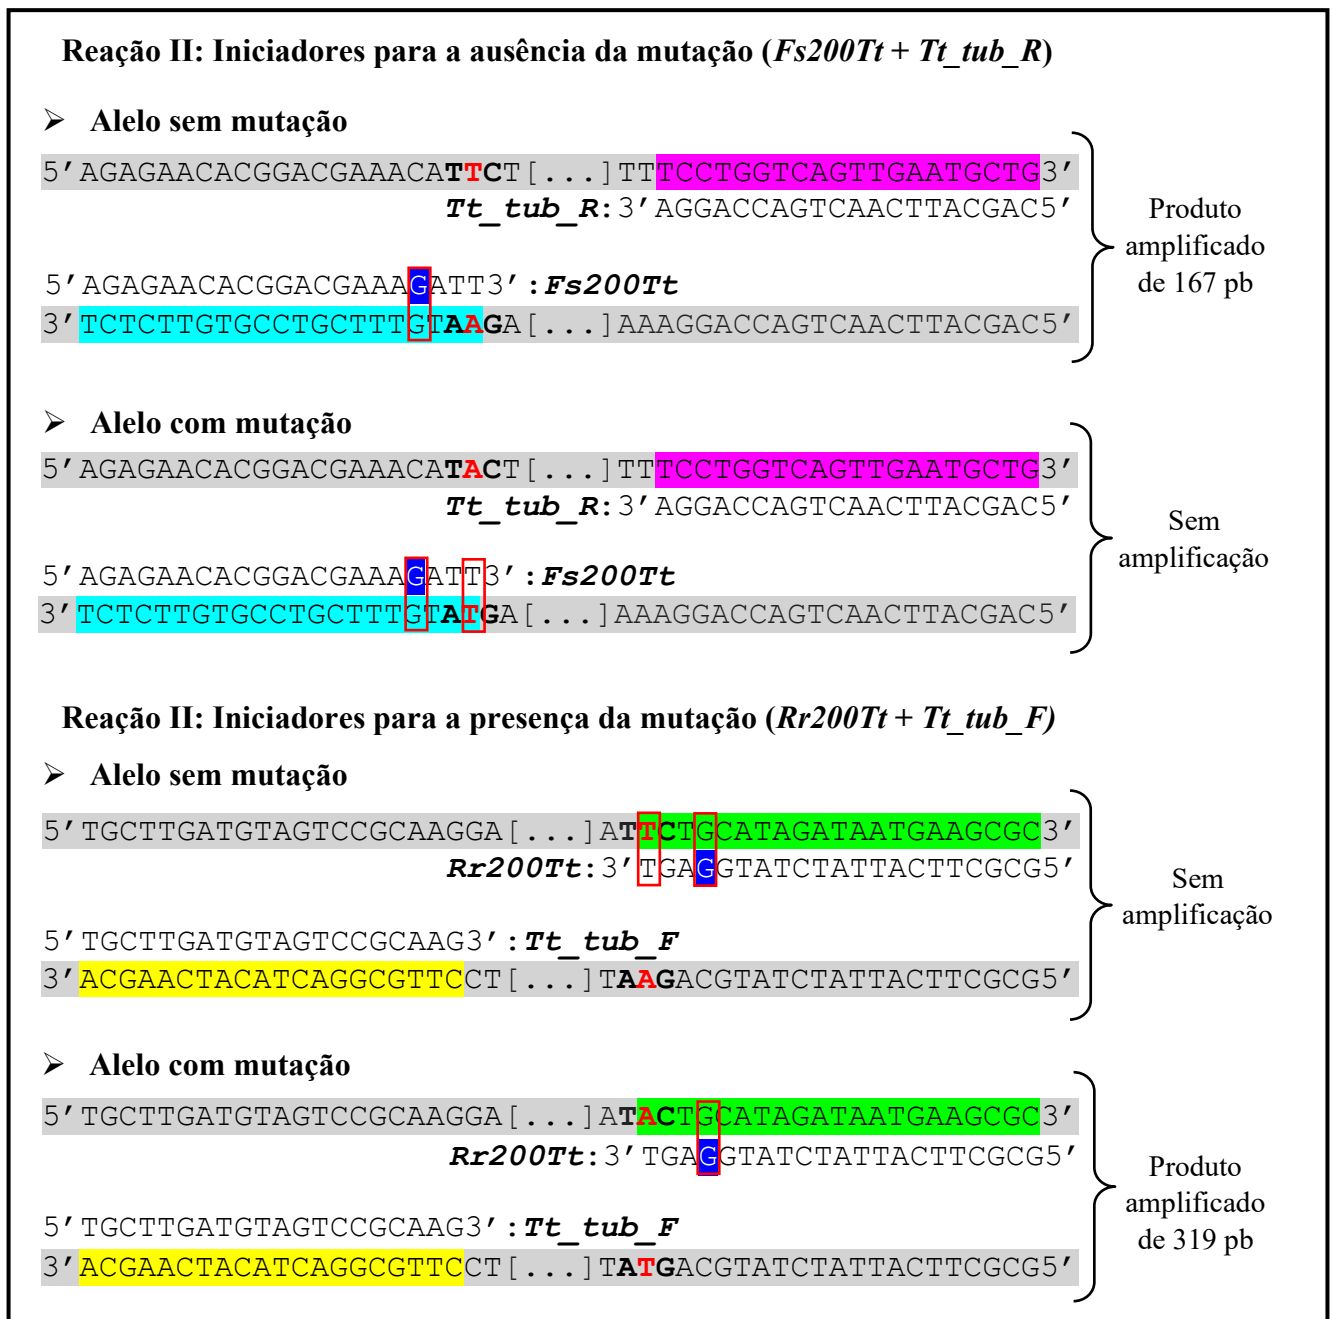 Reação II: Iniciadores para a ausência da mutação (Fs200Tt + Tt_tub_R)
➢ Alelo sem mutação
5′AGAGAACACGGACGAAACATTCT[...]TTTCCTGGTCAGTTGAATGCTG3′
Tt_tub_R:3′AGGACCAGTCAACTTACGAC5′
5′AGAGAACACGGACGAAAGATT3′:Fs200Tt
3′TCTCTTGTGCCTGCTTTGTAAGA[...]AAAGGACCAGTCAACTTACGAC5′
Produto
amplificado
de 167 pb
➢ Alelo com mutação
5′AGAGAACACGGACGAAACATACT[...]TTTCCTGGTCAGTTGAATGCTG3′
Tt_tub_R:3′AGGACCAGTCAACTTACGAC5′
5′AGAGAACACGGACGAAAGATT3′:Fs200Tt
3′TCTCTTGTGCCTGCTTTGTATGA[...]AAAGGACCAGTCAACTTACGAC5′
Sem
amplificação
Reação II: Iniciadores para a presença da mutação (Rr200Tt + Tt_tub_F)
➢ Alelo sem mutação
5′TGCTTGATGTAGTCCGCAAGGA[...]ATTCTGCATAGATAATGAAGCGC3′
Rr200Tt:3′TGAGGTATCTATTACTTCGCG5′
5′TGCTTGATGTAGTCCGCAAG3′:Tt_tub_F
3′ACGAACTACATCAGGCGTTCCT[...]TAAGACGTATCTATTACTTCGCG5′
Sem
amplificação
➢ Alelo com mutação
5′TGCTTGATGTAGTCCGCAAGGA[...]ATACTGCATAGATAATGAAGCGC3′
Rr200Tt:3′TGAGGTATCTATTACTTCGCG5′
5′TGCTTGATGTAGTCCGCAAG3′:Tt_tub_F
3′ACGAACTACATCAGGCGTTCCT[...]TATGACGTATCTATTACTTCGCG5′
Produto
amplificado
de 319 pb